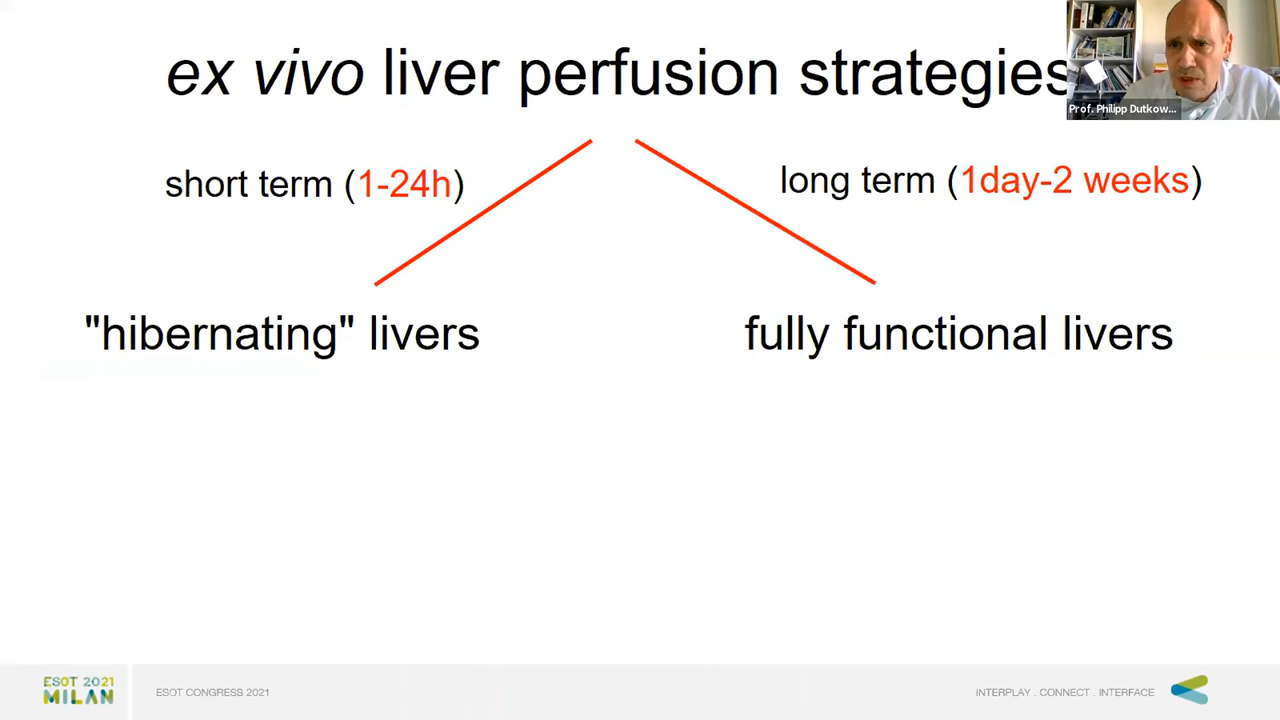 ex vivo liver perfusion strategies
Prof. Philipp Dutkow...
short term (1-24h)
long term (1day-2 weeks)
"hibernating" livers
fully functional livers
ESOT 2021
MILAN
ESOT CONGRESS 2021
INTERPLAY . CONNECT . INTERFACE